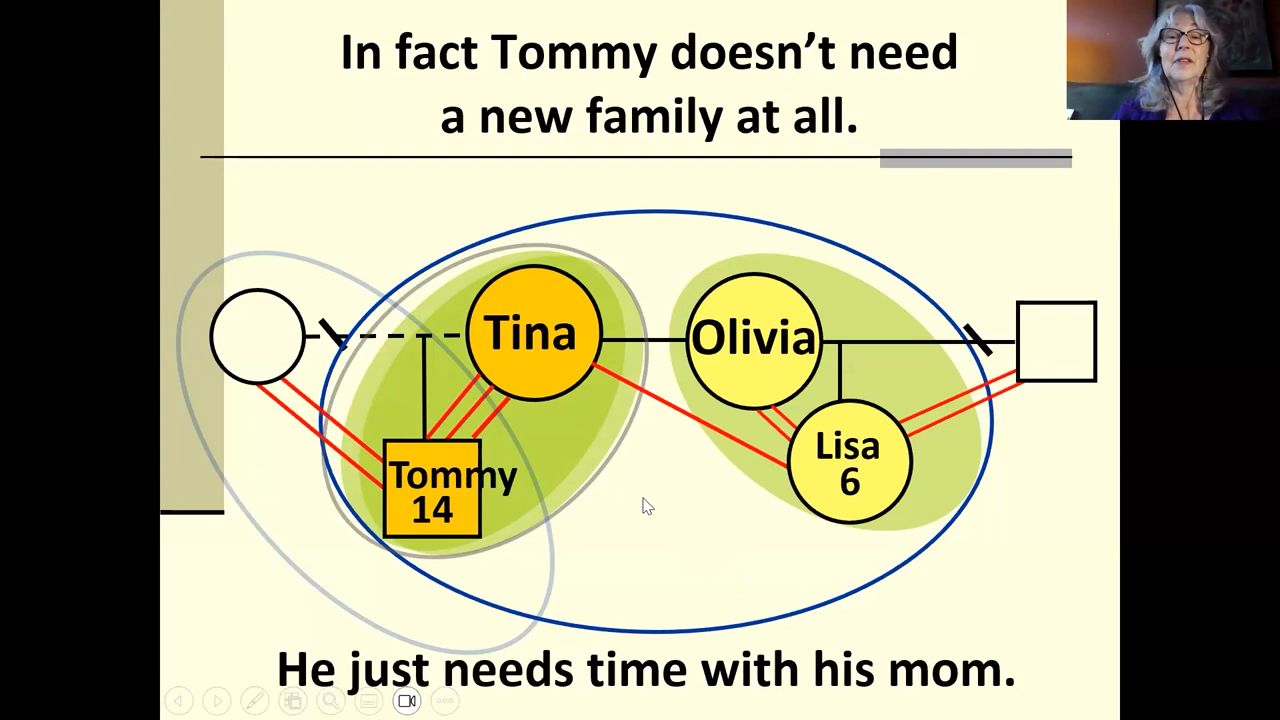 In fact Tommy doesn’t need
a new family at all.
Tina
Olivia
Tommy
14
Lisa
6
He just needs time with his mom.